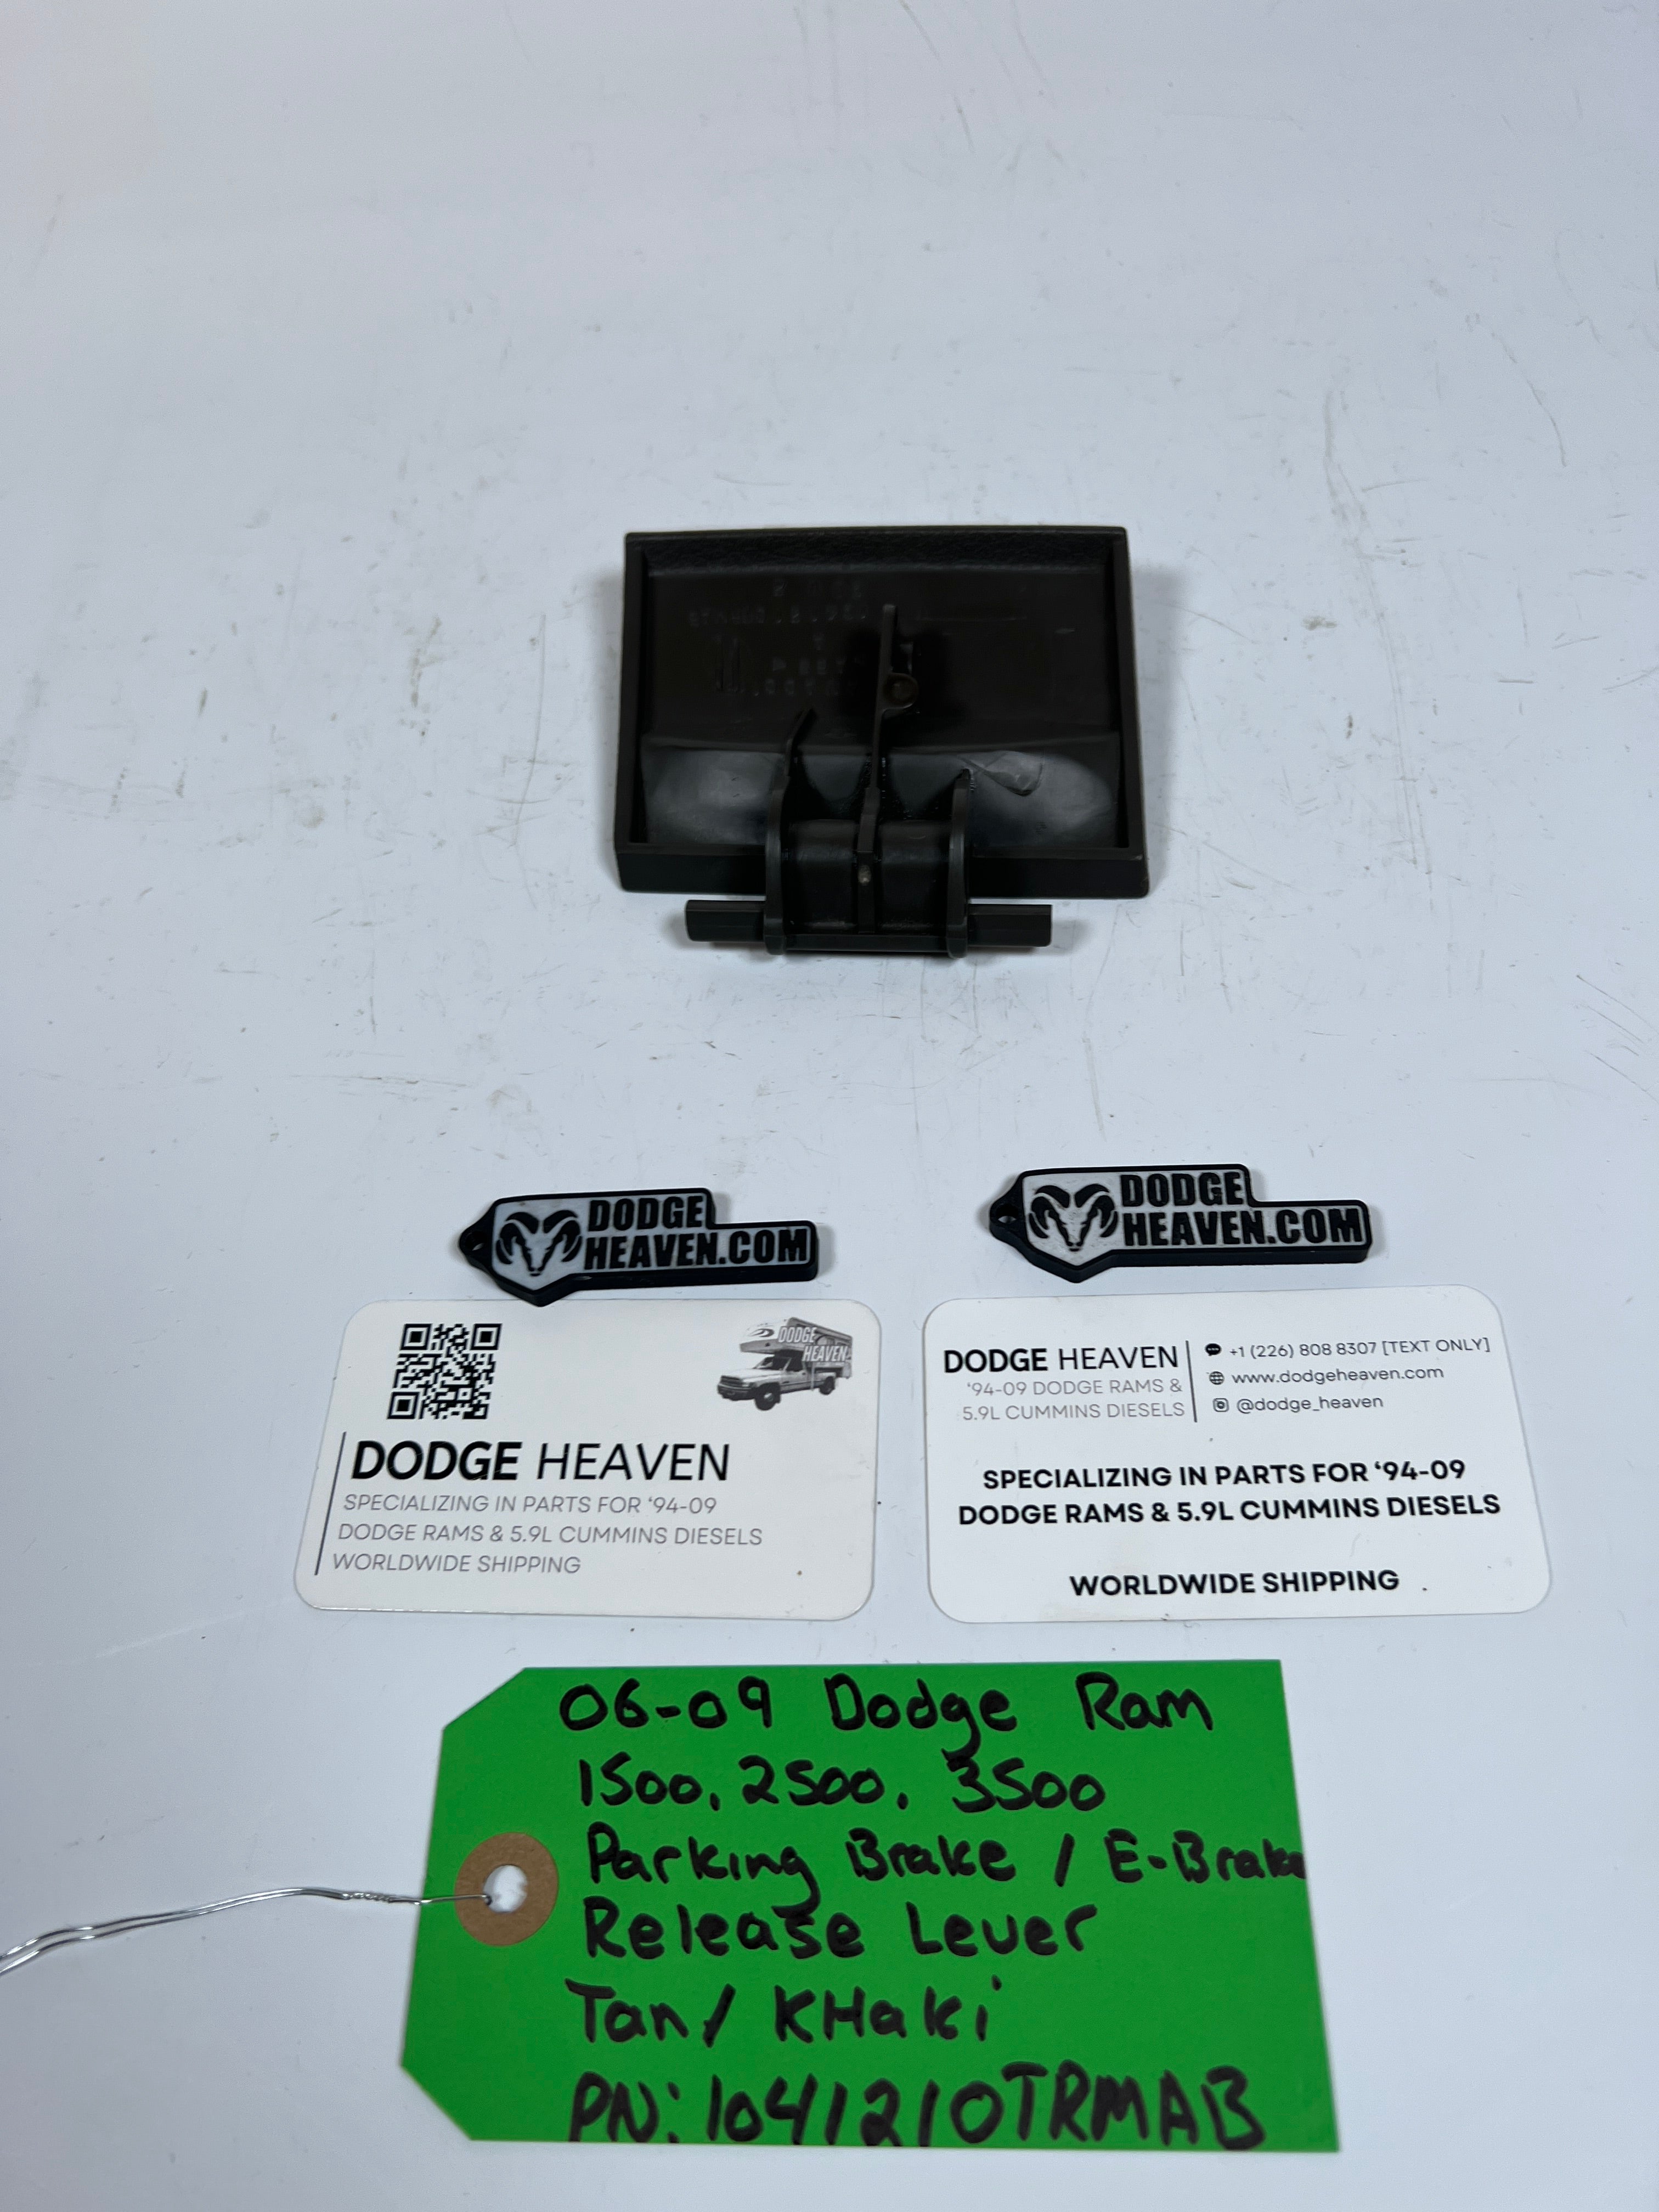 DODGE
HEAVEN.COM
DODGE
HEAVEN.COM
DODGE
HEAVEN
DODGE HEAVEN
SPECIALIZING IN PARTS FOR ‘94-09
DODGE RAMS & 5.9L CUMMINS DIESELS
WORLDWIDE SHIPPING
DODGE HEAVEN
‘94-09 DODGE RAMS &
5.9L CUMMINS DIESELS
+1 (226) 808 8307 [TEXT ONLY]
www.dodgeheaven.com
@dodge_heaven
SPECIALIZING IN PARTS FOR ‘94-09
DODGE RAMS & 5.9L CUMMINS DIESELS
WORLDWIDE SHIPPING
06-09 Dodge Ram
1500, 2500, 3500
Parking Brake / E-Brake
Release Lever
Tan / KHaki
PN: 1041210TRMAB